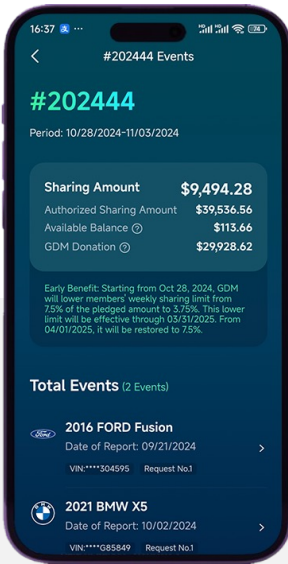 16:37
#202444 Events
#202444
Period: 10/28/2024-11/03/2024
Sharing Amount $9,494.28
Authorized Sharing Amount $39,536.56
Available Balance ? $113.66
GDM Donation ? $29,928.62
Early Benefit: Starting from Oct 28, 2024, GDM
will lower members' weekly sharing limit from
7.5% of the pledged amount to 3.75%. This lower
limit will be effective through 03/31/2025. From
04/01/2025, it will be restored to 7.5%.
Total Events (2 Events)
Ford
2016 FORD Fusion
Date of Report: 09/21/2024
VIN:****304595 Request No.1
2021 BMW X5
Date of Report: 10/02/2024
VIN:****G85849 Request No.1